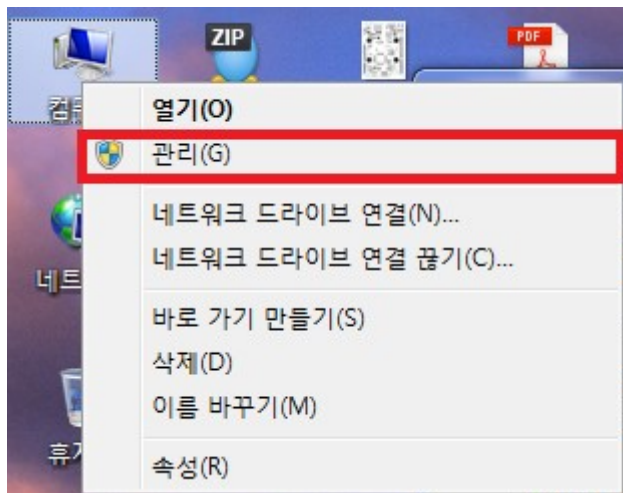 ZIP
PDF
열기(O)
관리(G)
네트워크 드라이브 연결(N)...
네트워크 드라이브 연결 끊기(C)...
바로 가기 만들기(S)
삭제(D)
이름 바꾸기(M)
속성(R)